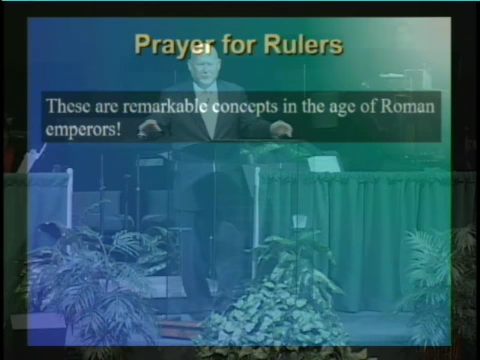 Prayer for Rulers
These are remarkable concepts in the age of Roman
emperors!